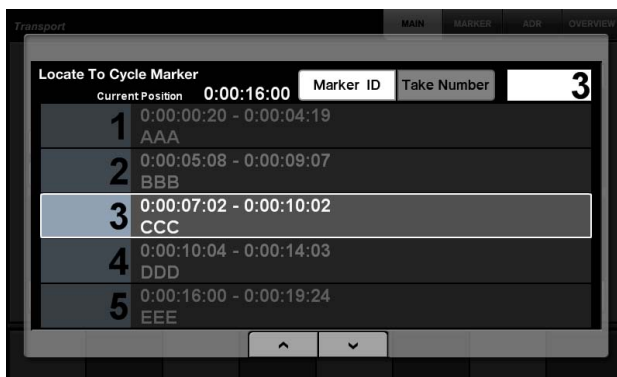 Transport MAIN MARKER ADR OVERVIEW
Locate To Cycle Marker
Current Position 0:00:16:00 Marker ID Take Number 3
1 0:00:00:20 - 0:00:04:19
AAA
2 0:00:05:08 - 0:00:09:07
BBB
3 0:00:07:02 - 0:00:10:02
CCC
4 0:00:10:04 - 0:00:14:03
DDD
5 0:00:16:00 - 0:00:19:24
EEE